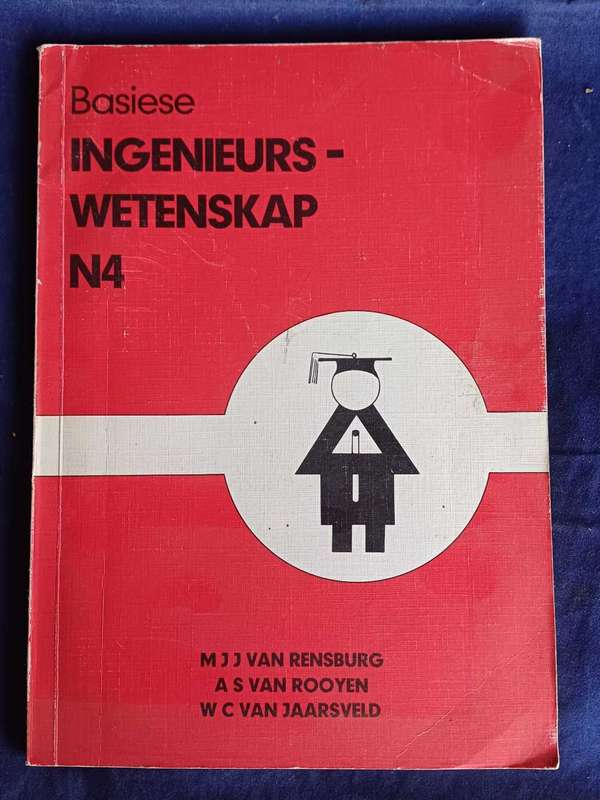 Basiese
INGENIEURS-
WETENSKAP
N4
M J J VAN RENSBURG
A S VAN ROOYEN
W C VAN JAARSVELD